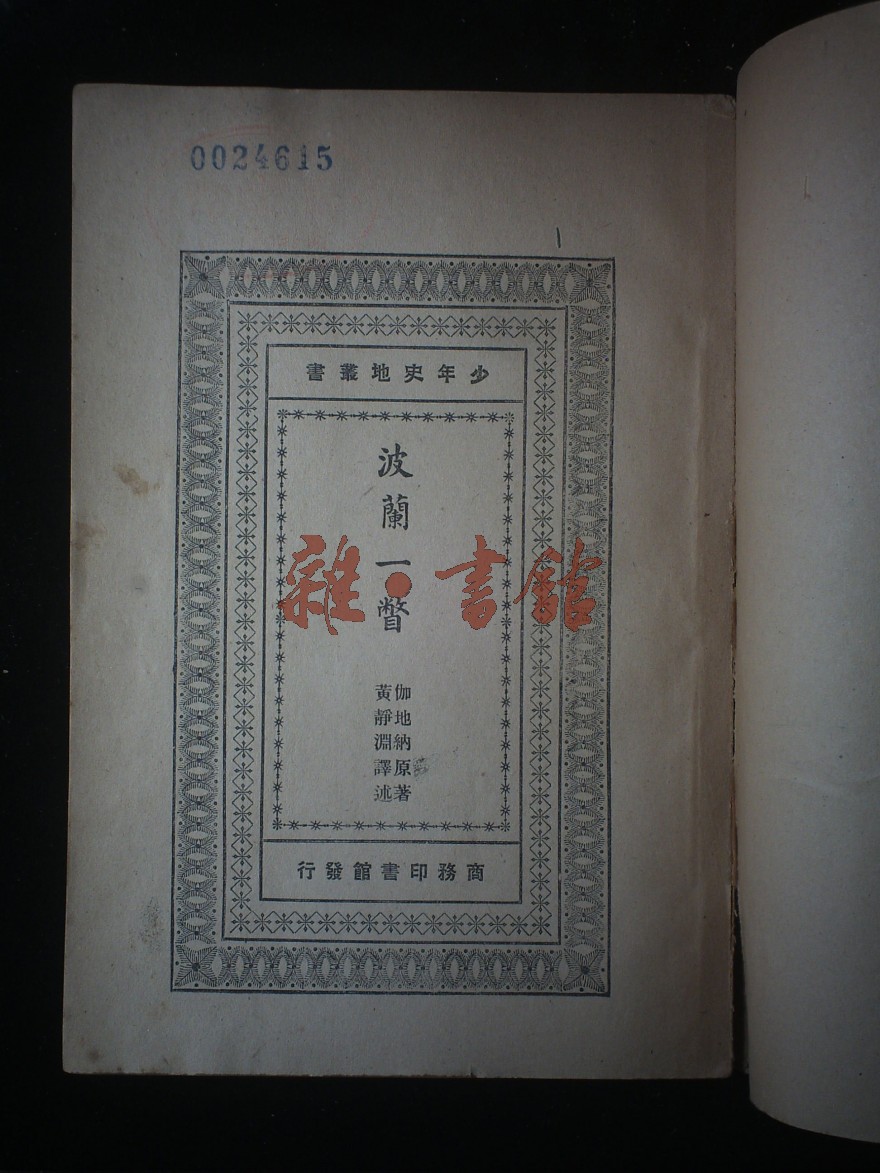 0024615
少年史地叢書
波蘭一瞥
伽地納原著
黃靜淵譯述
商務印書館發行
雜·書館